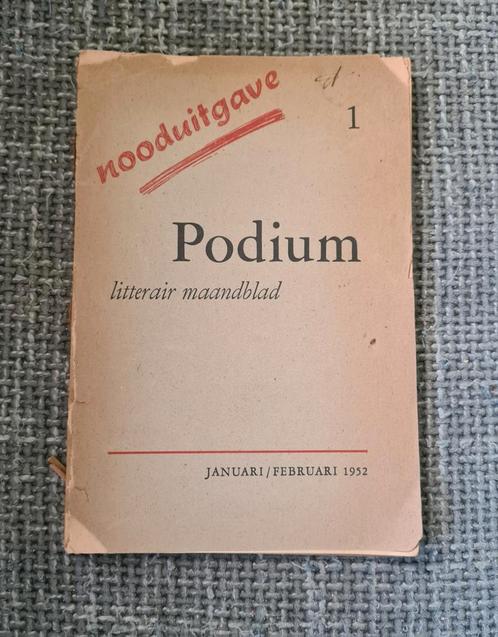 nooduitgave
1
Podium
litterair maandblad
JANUARI/FEBRUARI 1952